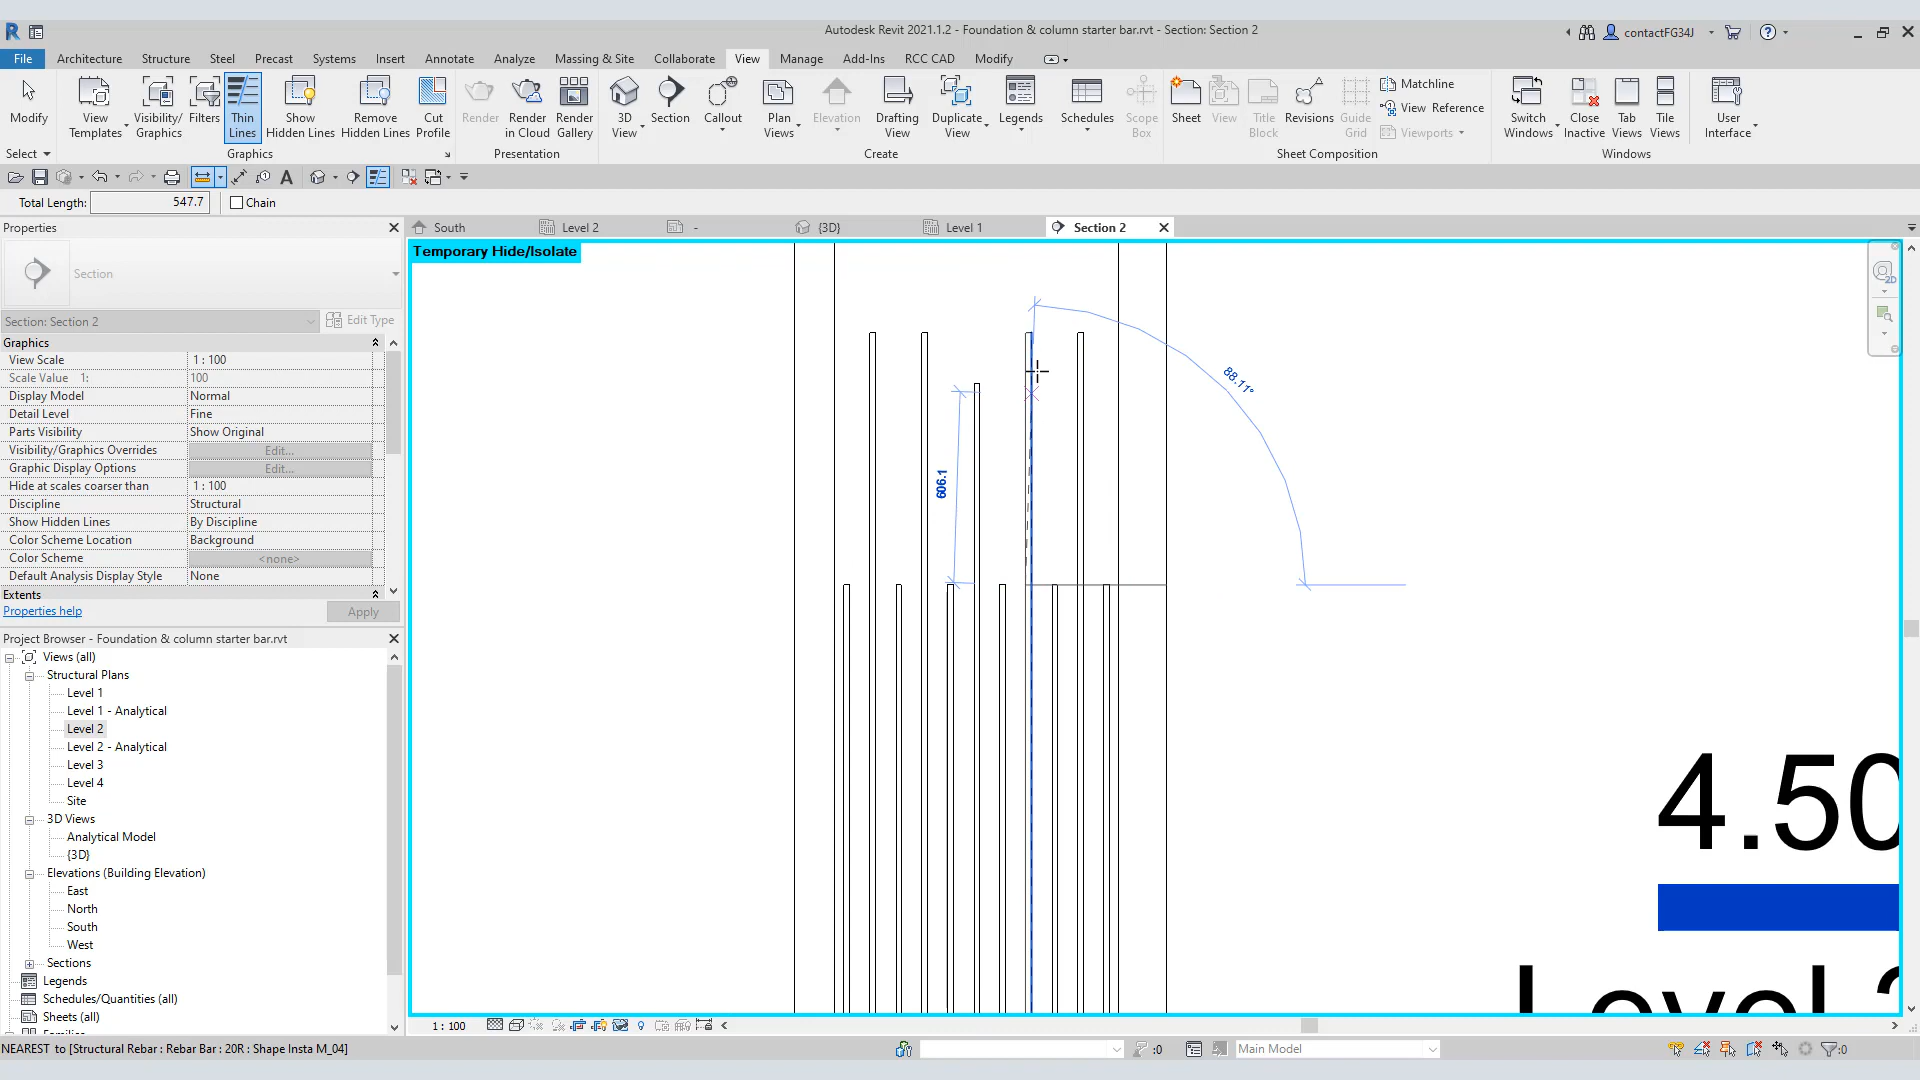 Autodesk Revit 2021.1.2 - Foundation & column starter bar.rvt - Section: Section 2
contactFG34J
File Architecture Structure Steel Precast Systems Insert Annotate Analyze Massing & Site Collaborate View Manage Add-Ins RCC CAD Modify
Modify
View Templates
Visibility/ Graphics
Filters
Thin Lines
Show Hidden Lines
Remove Hidden Lines
Cut Profile
Render
Render in Cloud
Render Gallery
3D View
Section
Callout
Plan Views
Elevation
Drafting View
Duplicate View
Legends
Schedules
Scope Box
Sheet
View
Title Block
Revisions
Guide Grid
Matchline
View Reference
Viewports
Switch Windows
Close Inactive
Tab Views
Tile Views
User Interface
Select Graphics Presentation Create Sheet Composition Windows
Total Length: 547.7 Chain
Properties
South Level 2 - {3D} Level 1 Section 2
Section
Section: Section 2 Edit Type
Graphics
View Scale 1 : 100
Scale Value 1: 100
Display Model Normal
Detail Level Fine
Parts Visibility Show Original
Visibility/Graphics Overrides Edit...
Graphic Display Options Edit...
Hide at scales coarser than 1 : 100
Discipline Structural
Show Hidden Lines By Discipline
Color Scheme Location Background
Color Scheme <none>
Default Analysis Display Style None
Extents
Properties help Apply
Project Browser - Foundation & column starter bar.rvt
Views (all)
Structural Plans
Level 1
Level 1 - Analytical
Level 2
Level 2 - Analytical
Level 3
Level 4
Site
3D Views
Analytical Model
{3D}
Elevations (Building Elevation)
East
North
South
West
Sections
Legends
Schedules/Quantities (all)
Sheets (all)
Temporary Hide/Isolate
88.11°
606.1
4.50
Level
1 : 100
NEAREST to [Structural Rebar : Rebar Bar : 20R : Shape Insta M_04]
:0
Main Model
:0